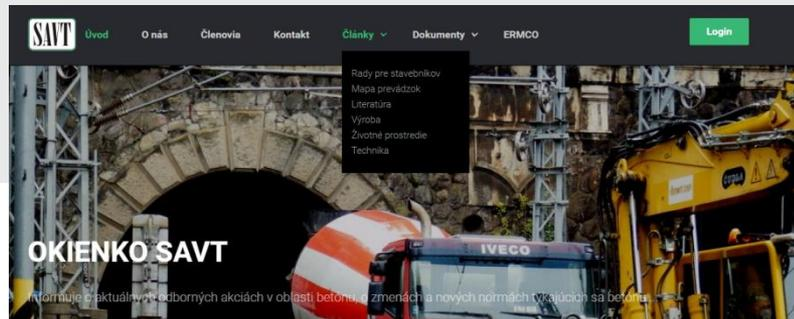 SAVT
Úvod O nás Členovia Kontakt Články Dokumenty ERMCO
Login
Rady pre stavebníkov
Mapa prevádzok
Literatúra
Výroba
Životné prostredie
Technika
IVECO
OKIENKO SAVT
Informuje o aktuálnych odborných akciách v oblasti betónu, o zmenách a nových normách týkajúcich sa betónu...